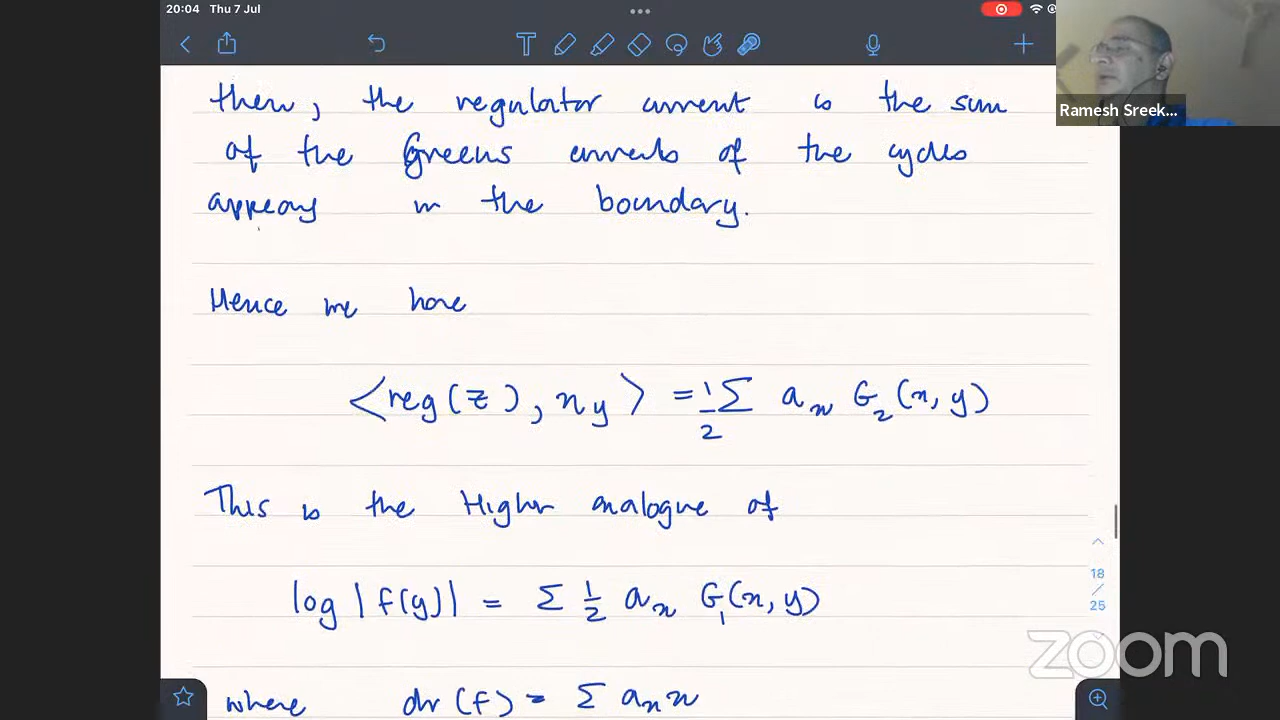 20:04 Thu 7 Jul
then, the regulator current is the sum
of the Greens currents of the cycles
appearing in the boundary.
Hence we have
<reg(z), η_y> = 1/2 Σ a_x G_2(x, y)
This is the Higher analogue of
log |f(y)| = Σ 1/2 a_x G_1(x, y)
where div(f) = Σ a_x x
Ramesh Sreek...
18
/
25
zoom